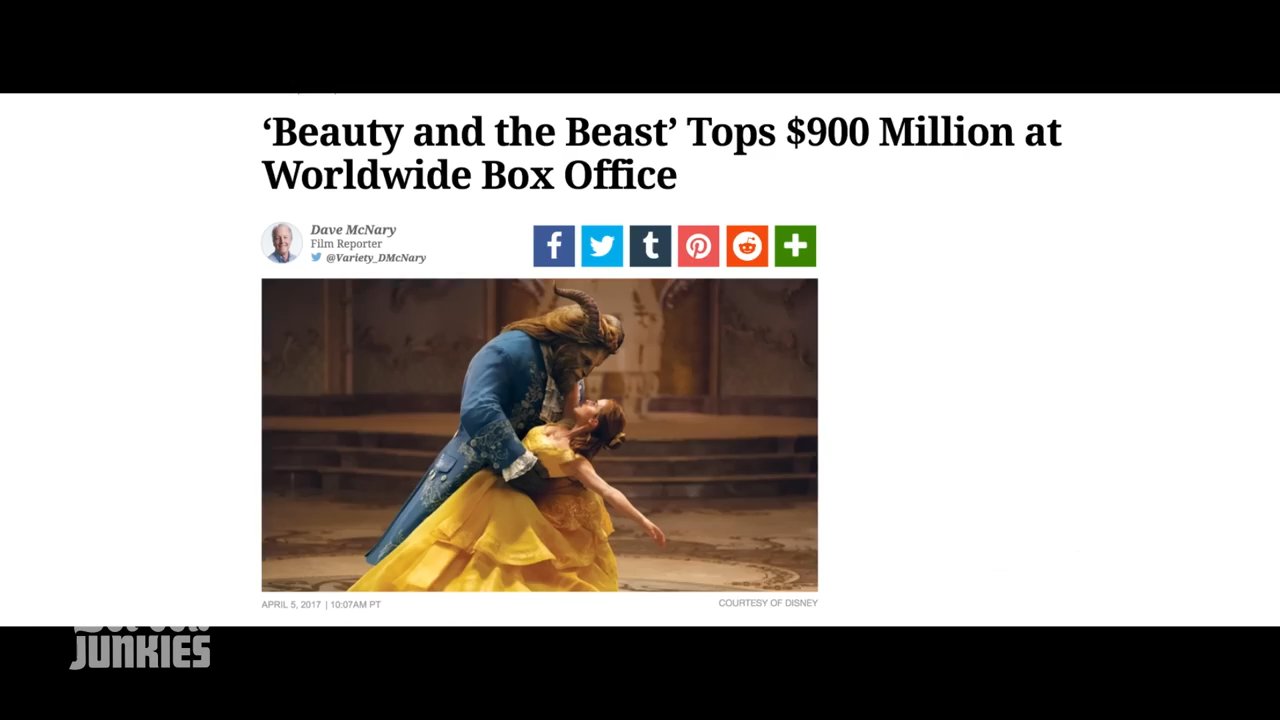 ‘Beauty and the Beast’ Tops $900 Million at
Worldwide Box Office
Dave McNary
Film Reporter
@Variety_DMcNary
APRIL 5, 2017 | 10:07AM PT
COURTESY OF DISNEY
JUNKIES